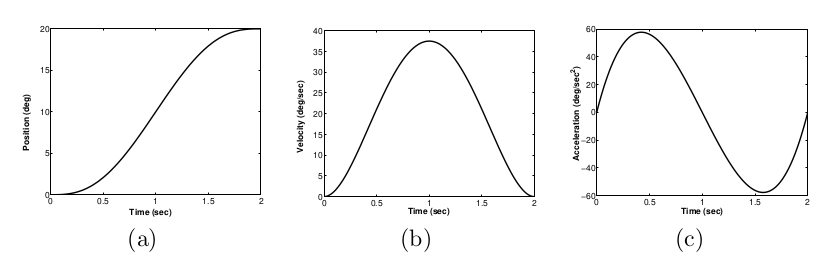 20
15
10
5
0
Position (deg)
0 0.5 1 1.5 2
Time (sec)
(a)
40
35
30
25
20
15
10
5
0
Velocity (deg/sec)
0 0.5 1 1.5 2
Time (sec)
(b)
60
40
20
0
−20
−40
−60
Acceleration (deg/sec²)
0 0.5 1 1.5 2
Time (sec)
(c)